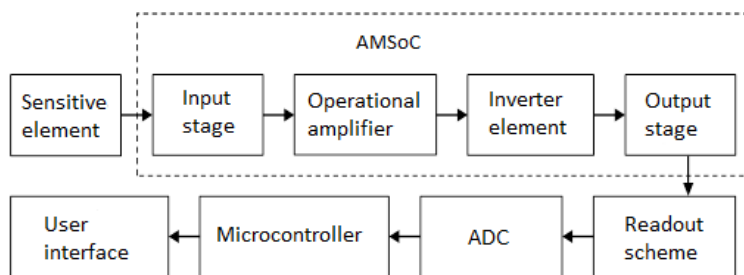 AMSoC
Sensitive
element
Input
stage
Operational
amplifier
Inverter
element
Output
stage
User
interface
Microcontroller
ADC
Readout
scheme